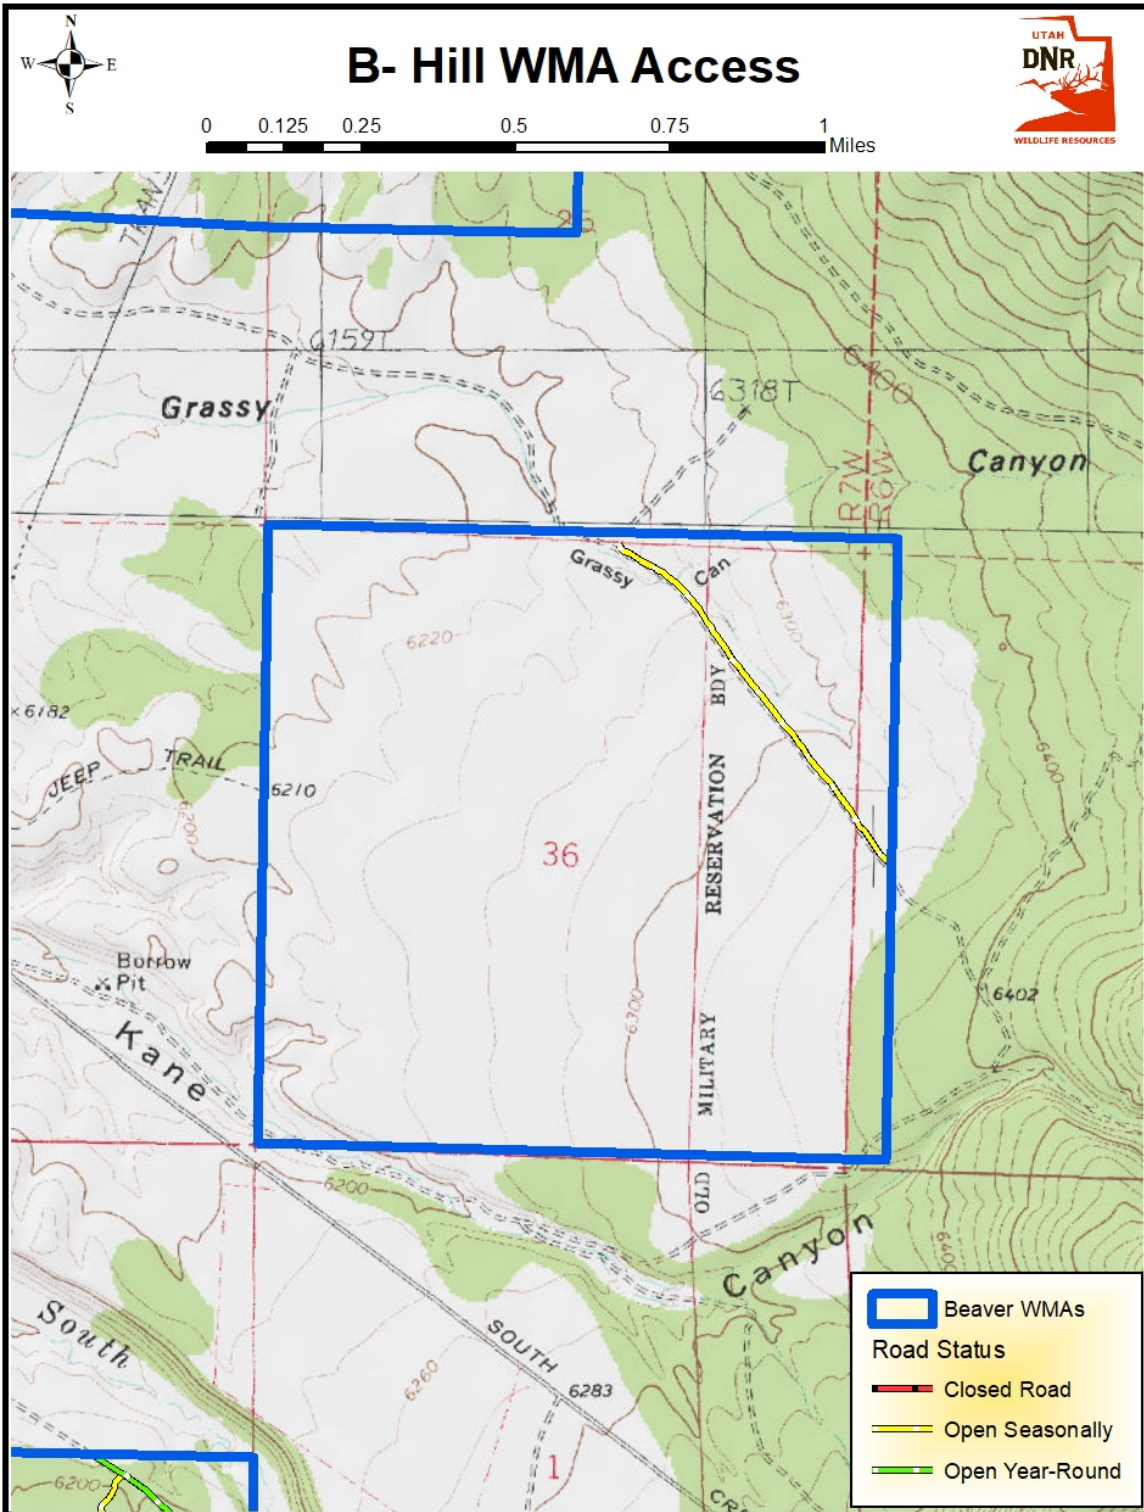 N
W
E
S
B- Hill WMA Access
UTAH
DNR
WILDLIFE RESOURCES
0 0.125 0.25 0.5 0.75 1
Miles
TRANS
25
6159T
6400
6318T
Grassy
Canyon
R7W
R6W
Grassy
Can
6220
6300
BDY
6182
JEEP TRAIL
6210
6200
6400
RESERVATION
36
Borrow
Pit
6402
6300
Kane
MILITARY
6200
OLD
Canyon
6400
South
SOUTH
6283
6260
1
6200
Beaver WMAs
Road Status
Closed Road
Open Seasonally
Open Year-Round